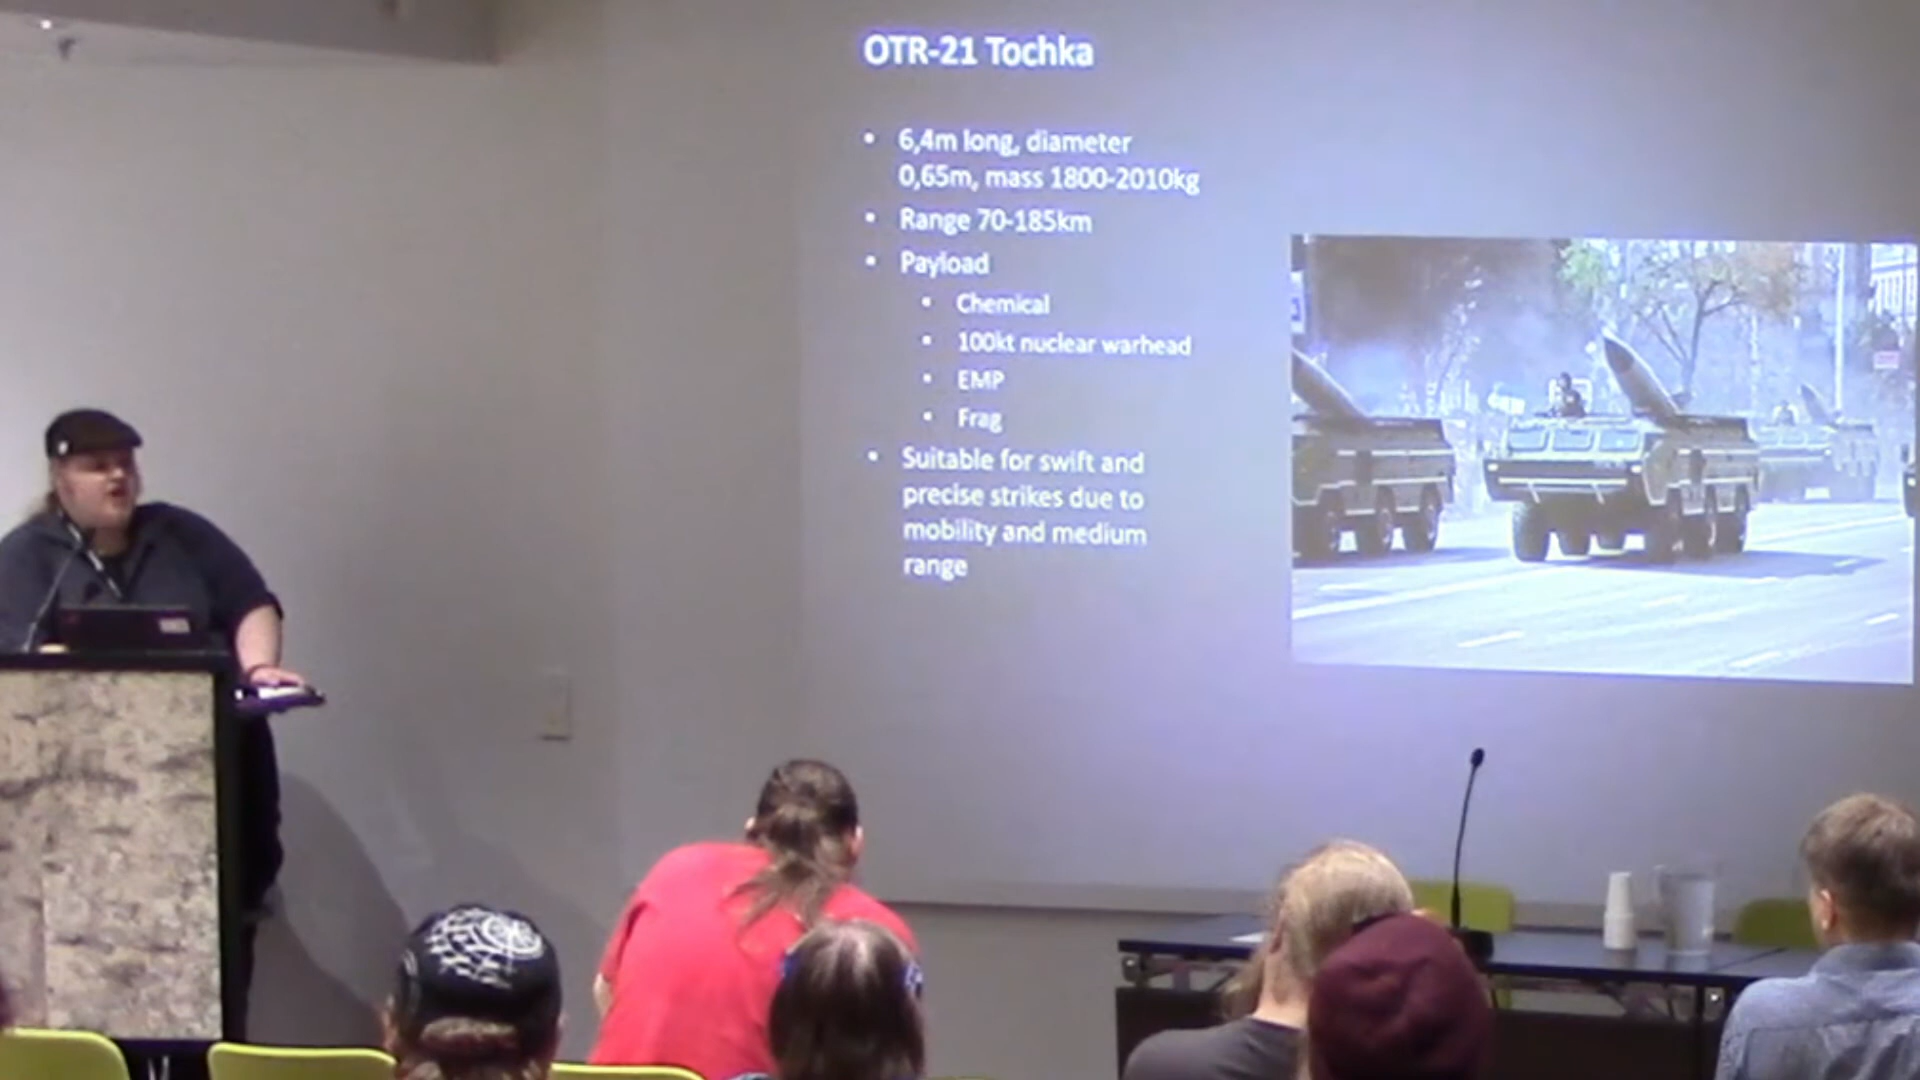 OTR-21 Tochka
• 6,4m long, diameter
0,65m, mass 1800-2010kg
• Range 70-185km
• Payload
• Chemical
• 100kt nuclear warhead
• EMP
• Frag
• Suitable for swift and
precise strikes due to
mobility and medium
range